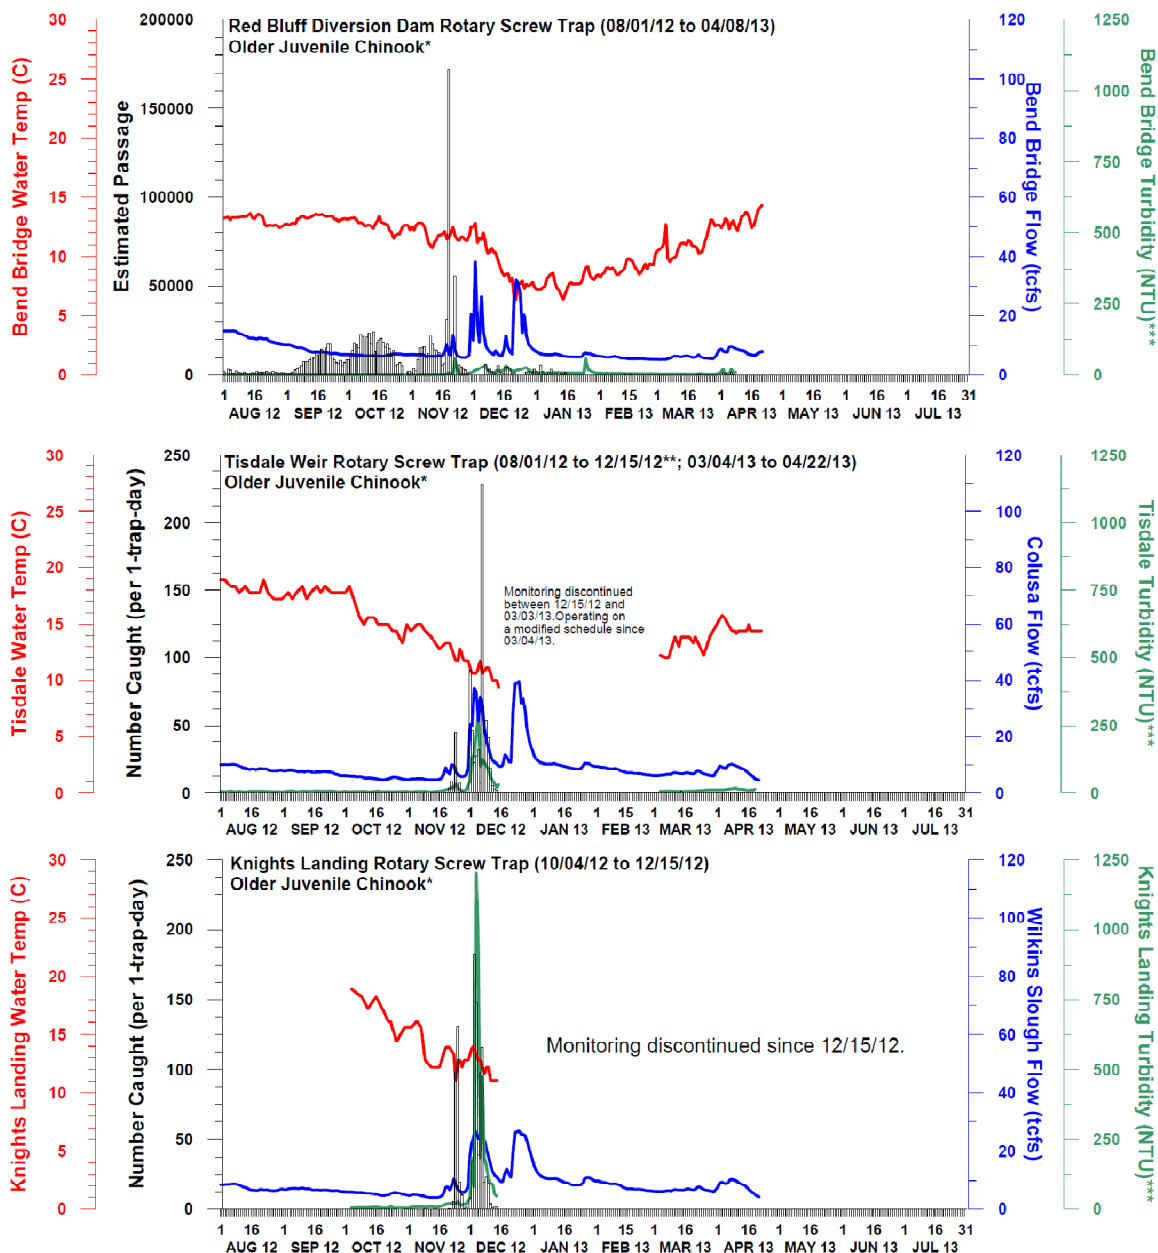 Red Bluff Diversion Dam Rotary Screw Trap (08/01/12 to 04/08/13)
Older Juvenile Chinook*
Bend Bridge Water Temp (C)
30
25
20
15
10
5
0
Estimated Passage
200000
150000
100000
50000
0
120
100
80
60
40
20
0
Bend Bridge Flow (tcfs)
1250
1000
750
500
250
0
Bend Bridge Turbidity (NTU)***
1 16 1 16 1 16 1 16 1 16 1 16 1 15 1 16 1 16 1 16 1 16 1 16 31
AUG 12 SEP 12 OCT 12 NOV 12 DEC 12 JAN 13 FEB 13 MAR 13 APR 13 MAY 13 JUN 13 JUL 13
Tisdale Weir Rotary Screw Trap (08/01/12 to 12/15/12**; 03/04/13 to 04/22/13)
Older Juvenile Chinook*
Tisdale Water Temp (C)
30
25
20
15
10
5
0
Number Caught (per 1-trap-day)
250
200
150
100
50
0
Monitoring discontinued
between 12/15/12 and
03/03/13.Operating on
a modified schedule since
03/04/13.
120
100
80
60
40
20
0
Colusa Flow (tcfs)
1250
1000
750
500
250
0
Tisdale Turbidity (NTU)***
1 16 1 16 1 16 1 16 1 16 1 16 1 15 1 16 1 16 1 16 1 16 1 16 31
AUG 12 SEP 12 OCT 12 NOV 12 DEC 12 JAN 13 FEB 13 MAR 13 APR 13 MAY 13 JUN 13 JUL 13
Knights Landing Rotary Screw Trap (10/04/12 to 12/15/12)
Older Juvenile Chinook*
Knights Landing Water Temp (C)
30
25
20
15
10
5
0
Number Caught (per 1-trap-day)
250
200
150
100
50
0
Monitoring discontinued since 12/15/12.
120
100
80
60
40
20
0
Wilkins Slough Flow (tcfs)
1250
1000
750
500
250
0
Knights Landing Turbidity (NTU)***
1 16 1 16 1 16 1 16 1 16 1 16 1 15 1 16 1 16 1 16 1 16 1 16 31
AUG 12 SEP 12 OCT 12 NOV 12 DEC 12 JAN 13 FEB 13 MAR 13 APR 13 MAY 13 JUN 13 JUL 13